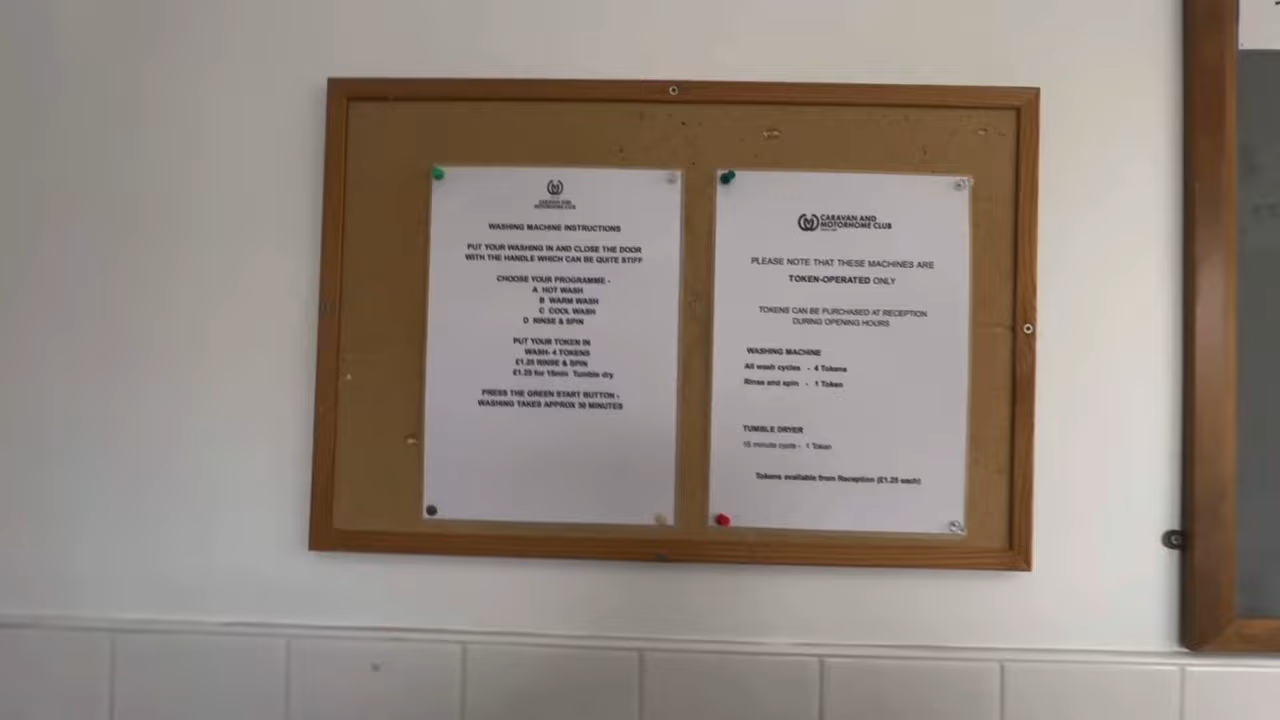 CARAVAN AND
MOTORHOME CLUB
WASHING MACHINE INSTRUCTIONS
PUT YOUR WASHING IN AND CLOSE THE DOOR
WITH THE HANDLE WHICH CAN BE QUITE STIFF
CHOOSE YOUR PROGRAMME -
A HOT WASH
B WARM WASH
C COOL WASH
D RINSE & SPIN
PUT YOUR TOKEN IN
WASH- 4 TOKENS
£1.25 RINSE & SPIN
£1.25 for 15min Tumble dry
PRESS THE GREEN START BUTTON -
WASHING TAKES APPROX 30 MINUTES
CARAVAN AND
MOTORHOME CLUB
PLEASE NOTE THAT THESE MACHINES ARE
TOKEN-OPERATED ONLY
TOKENS CAN BE PURCHASED AT RECEPTION
DURING OPENING HOURS
WASHING MACHINE
All wash cycles - 4 Tokens
Rinse and spin - 1 Token
TUMBLE DRYER
15 minute cycle - 1 Token
Tokens available from Reception (£1.25 each)